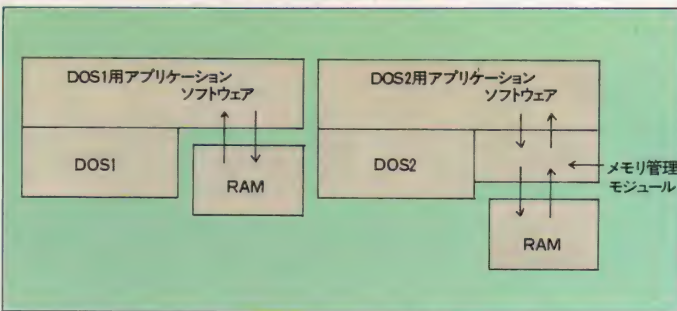 DOS1用アプリケーション
ソフトウェア
DOS1
RAM
DOS2用アプリケーション
ソフトウェア
DOS2
メモリ管理
モジュール
RAM